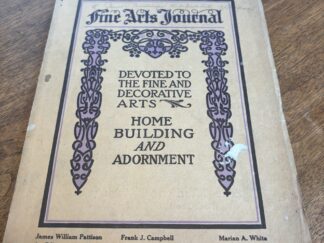 Fine Arts Journal
DEVOTED TO
THE FINE AND
DECORATIVE
ARTS
HOME
BUILDING
AND
ADORNMENT
James William Pattison Frank J. Campbell Marian A. White